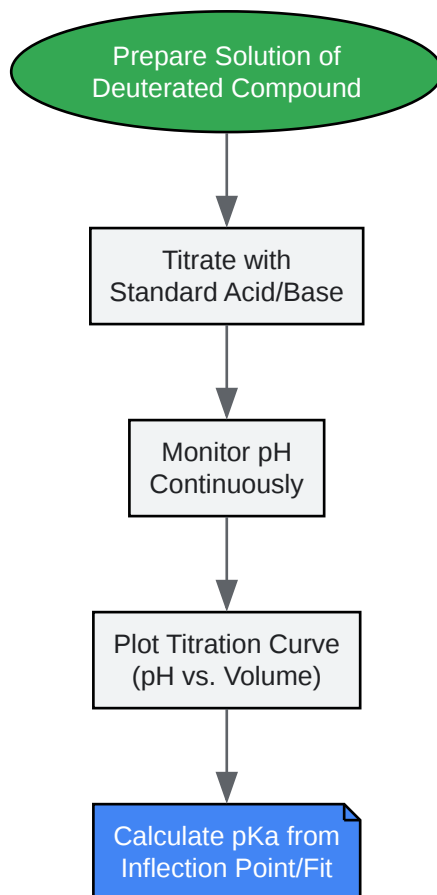 Prepare Solution of
Deuterated Compound
Titrate with
Standard Acid/Base
Monitor pH
Continuously
Plot Titration Curve
(pH vs. Volume)
Calculate pKa from
Inflection Point/Fit